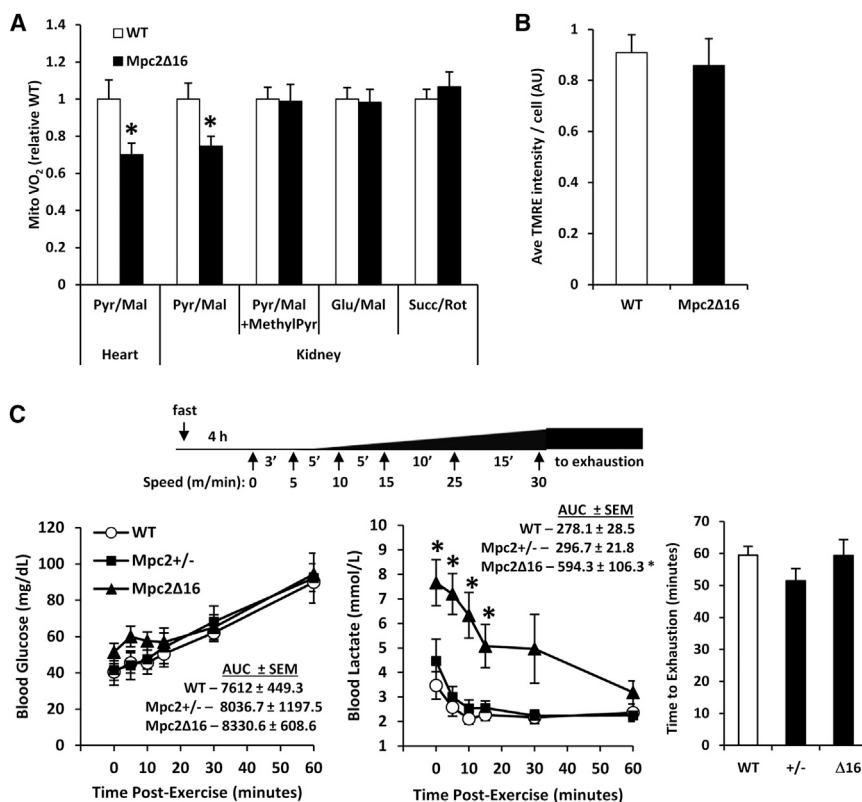 A
WT
Mpc2Δ16
Mito VO2 (relative WT)
1.4
1.2
1
0.8
0.6
0.4
0.2
0
*
*
Pyr/Mal
Pyr/Mal
Pyr/Mal
+MethylPyr
Glu/Mal
Succ/Rot
Heart
Kidney
B
Ave TMRE intensity / cell (AU)
1
0.8
0.6
0.4
0.2
0
WT
Mpc2Δ16
C
fast
4 h
3’ 5’ 5’ 10’ 15’ to exhaustion
Speed (m/min): 0 5 10 15 25 30
Blood Glucose (mg/dL)
120
100
80
60
40
20
0
WT
Mpc2+/-
Mpc2Δ16
AUC ± SEM
WT – 7612 ± 449.3
Mpc2+/- – 8036.7 ± 1197.5
Mpc2Δ16 – 8330.6 ± 608.6
0 10 20 30 40 50 60
Time Post-Exercise (minutes)
Blood Lactate (mmol/L)
10
9
8
7
6
5
4
3
2
1
* * * *
AUC ± SEM
WT – 278.1 ± 28.5
Mpc2+/- – 296.7 ± 21.8
Mpc2Δ16 – 594.3 ± 106.3 *
0 10 20 30 40 50 60
Time Post-Exercise (minutes)
Time to Exhaustion (minutes)
70
60
50
40
30
20
10
0
WT +/- Δ16